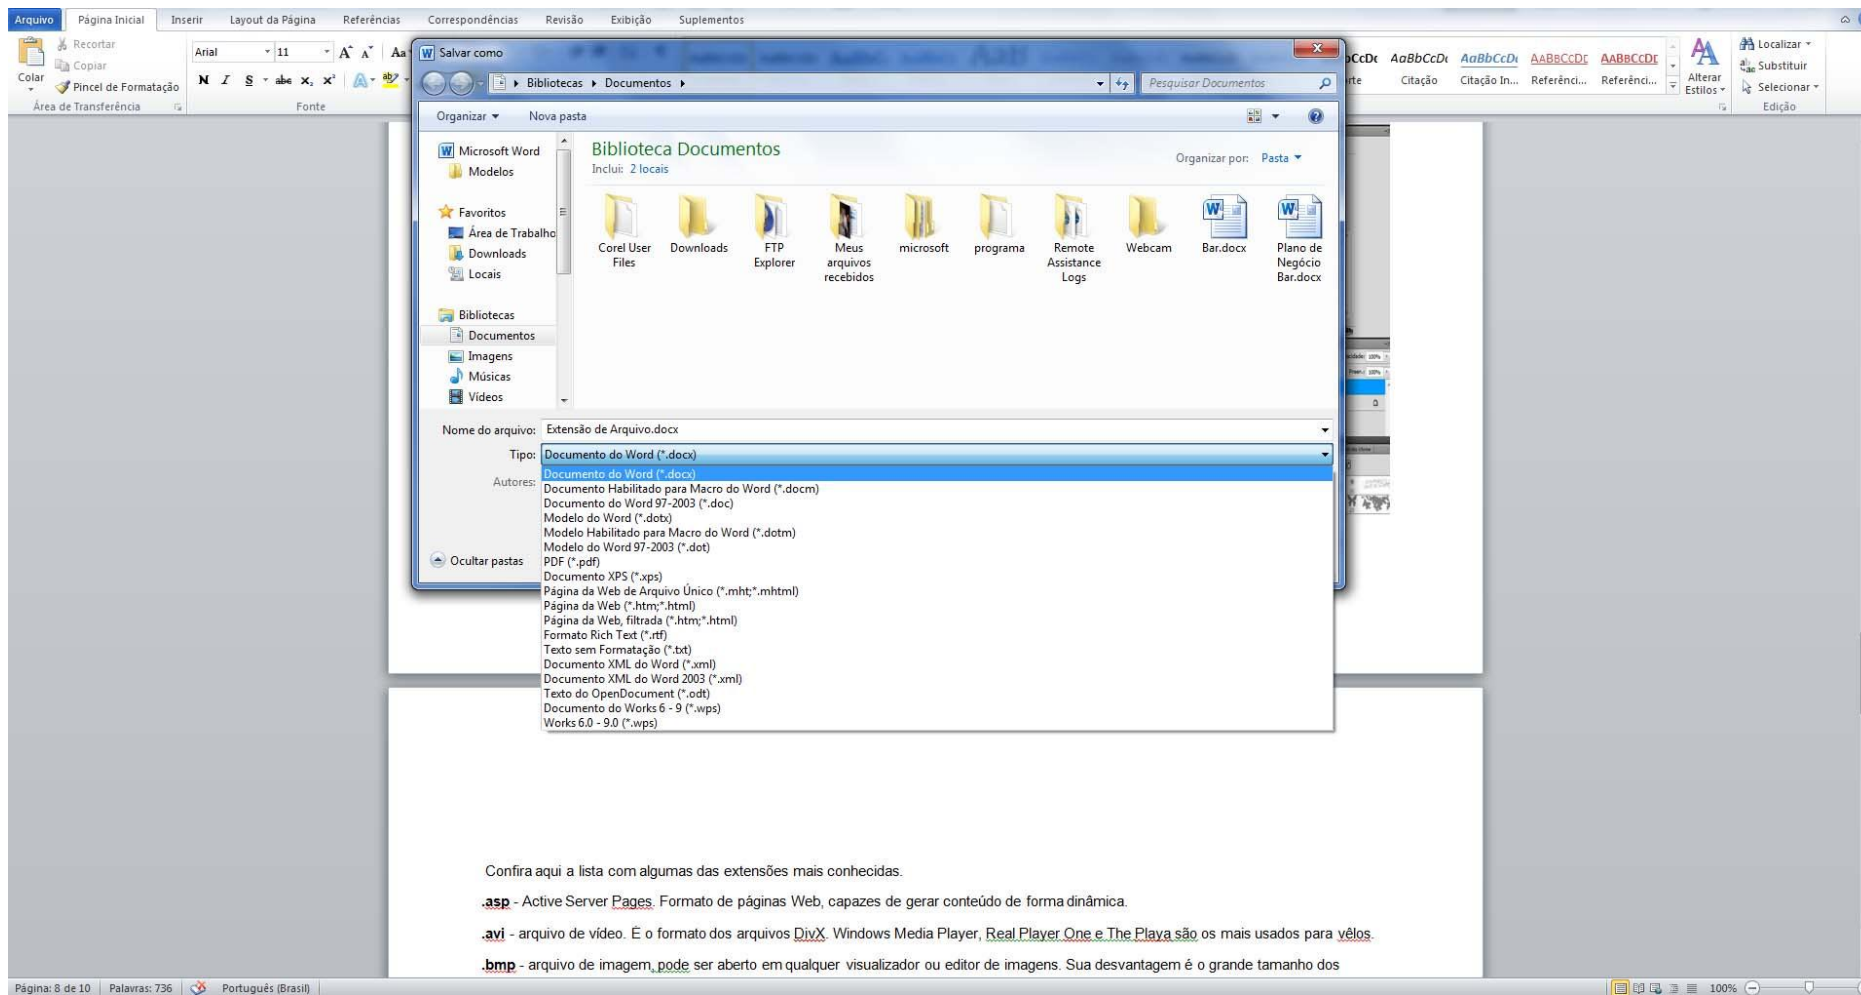 Arquivo Página Inicial Inserir Layout da Página Referências Correspondências Revisão Exibição Suplementos
Colar
Recortar
Copiar
Pincel de Formatação
Área de Transferência
Arial 11 A A Aa
N I S abc x₂ x² A ab
Fonte
AaBbCcDc AaBbCcDc AABBCCDE AABBCCDE
Citação Citação In... Referênci... Referênci...
Alterar Estilos
Localizar
Substituir
Selecionar
Edição
Salvar como
Bibliotecas Documentos
Pesquisar Documentos
Organizar Nova pasta
Microsoft Word
Modelos
Favoritos
Área de Trabalho
Downloads
Locais
Bibliotecas
Documentos
Imagens
Músicas
Vídeos
Biblioteca Documentos
Inclui: 2 locais
Organizar por: Pasta
Corel User Files
Downloads
FTP Explorer
Meus arquivos recebidos
microsoft
programa
Remote Assistance Logs
Webcam
Bar.docx
Plano de Negócio Bar.docx
Nome do arquivo: Extensão de Arquivo.docx
Tipo: Documento do Word (*.docx)
Autores:
Documento do Word (*.docx)
Documento Habilitado para Macro do Word (*.docm)
Documento do Word 97-2003 (*.doc)
Modelo do Word (*.dotx)
Modelo Habilitado para Macro do Word (*.dotm)
Modelo do Word 97-2003 (*.dot)
PDF (*.pdf)
Documento XPS (*.xps)
Página da Web de Arquivo Único (*.mht;*.mhtml)
Página da Web (*.htm;*.html)
Página da Web, filtrada (*.htm;*.html)
Formato Rich Text (*.rtf)
Texto sem Formatação (*.txt)
Documento XML do Word (*.xml)
Documento XML do Word 2003 (*.xml)
Texto do OpenDocument (*.odt)
Documento do Works 6 - 9 (*.wps)
Works 6.0 - 9.0 (*.wps)
Ocultar pastas
Confira aqui a lista com algumas das extensões mais conhecidas.
.asp - Active Server Pages. Formato de páginas Web, capazes de gerar conteúdo de forma dinâmica.
.avi - arquivo de vídeo. É o formato dos arquivos DivX. Windows Media Player, Real Player One e The Playa são os mais usados para vêlos.
.bmp - arquivo de imagem, pode ser aberto em qualquer visualizador ou editor de imagens. Sua desvantagem é o grande tamanho dos
Página: 8 de 10 Palavras: 736 Português (Brasil) 100%